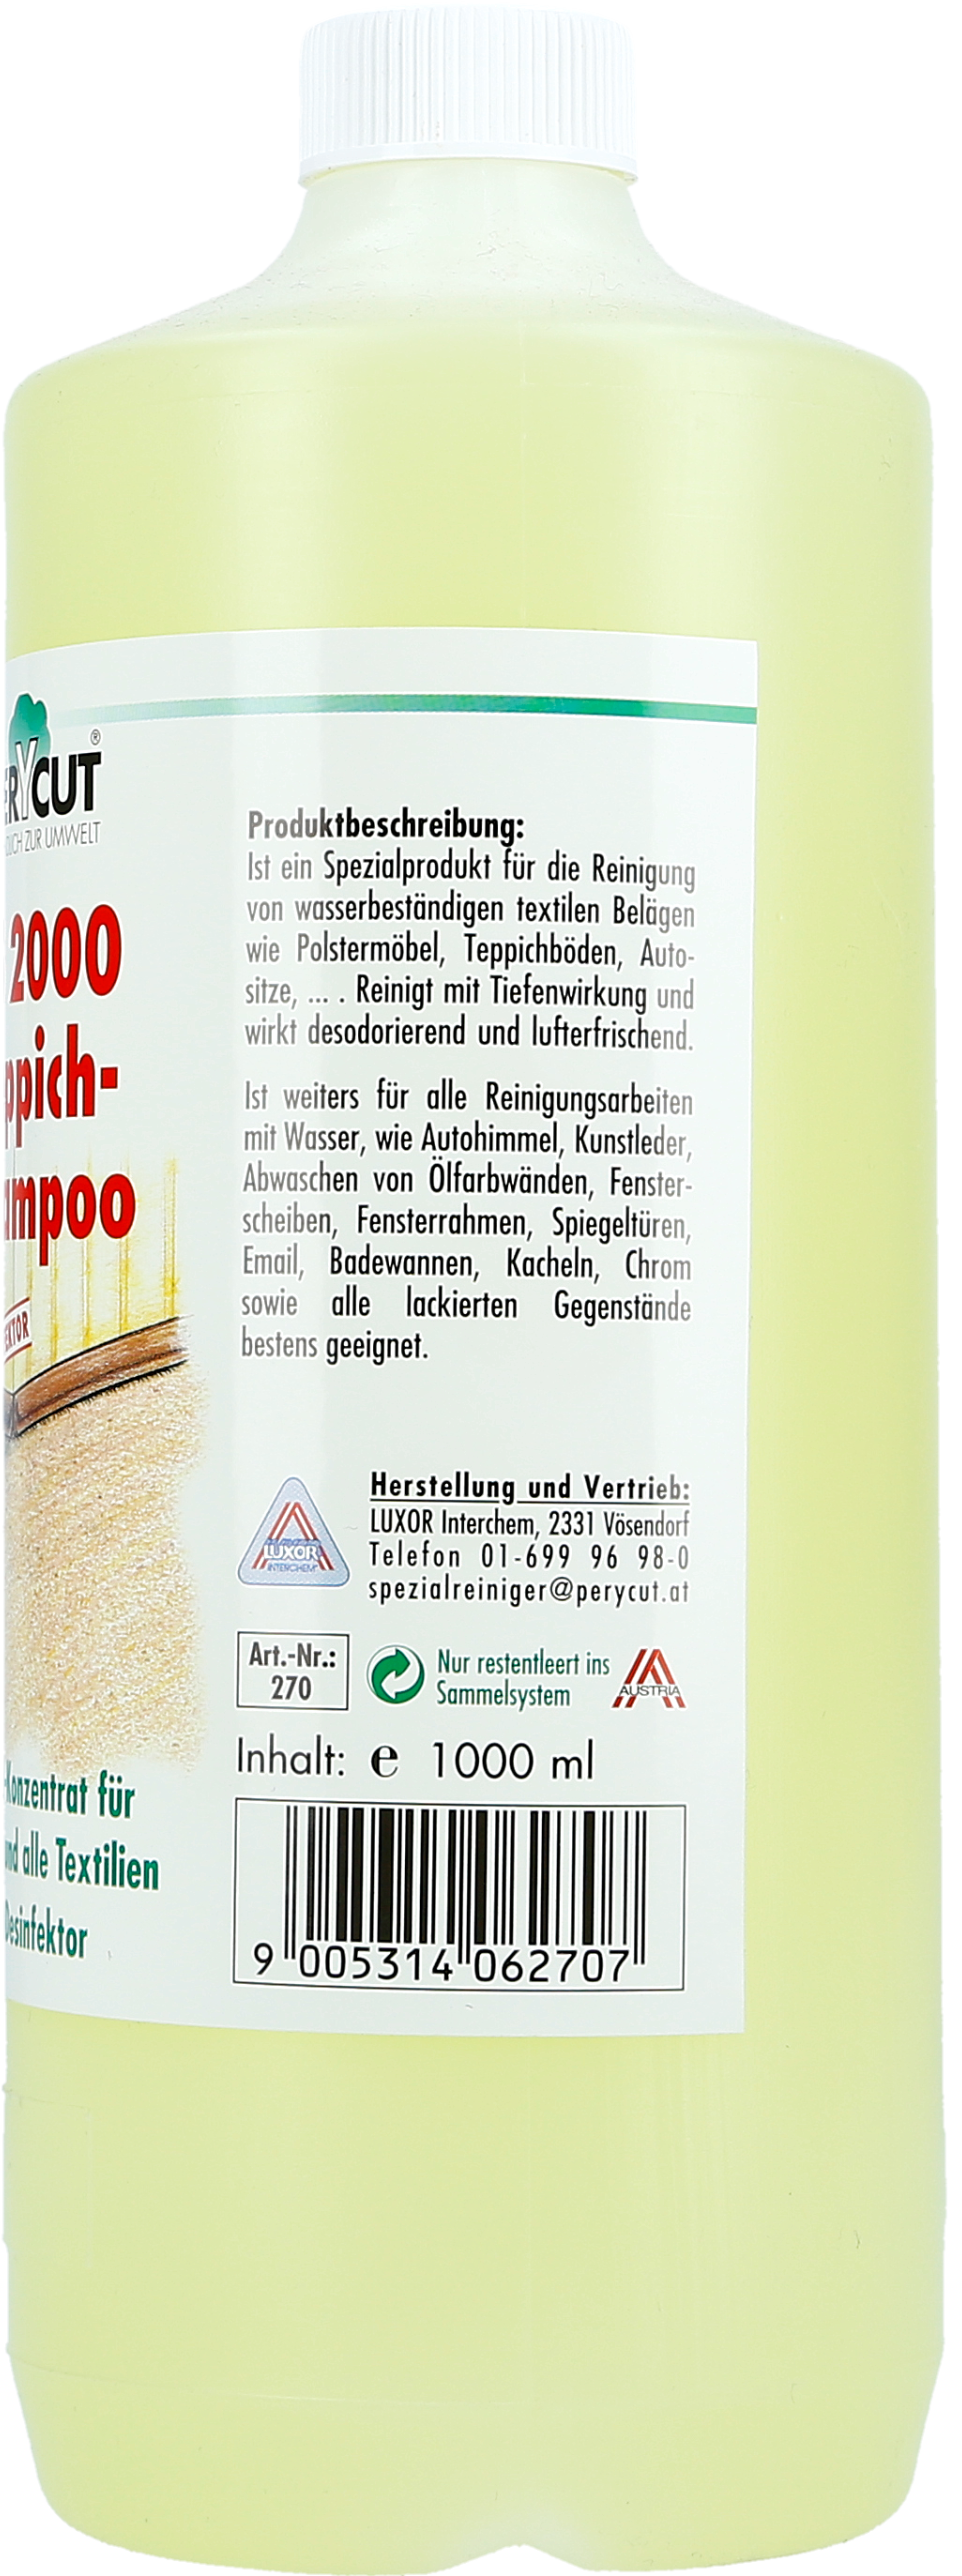 CUT®
ZUR UMWELT
2000
Produktbeschreibung:
Ist ein Spezialprodukt für die Reinigung
von wasserbeständigen textilen Belägen
wie Polstermöbel, Teppichböden, Auto-
sitze, ... . Reinigt mit Tiefenwirkung und
wirkt desodorierend und lufterfrischend.
Ist weiters für alle Reinigungsarbeiten
mit Wasser, wie Autohimmel, Kunstleder,
Abwaschen von Ölfarbwänden, Fenster-
scheiben, Fensterrahmen, Spiegeltüren,
Email, Badewannen, Kacheln, Chrom
sowie alle lackierten Gegenstände
bestens geeignet.
Herstellung und Vertrieb:
LUXOR Interchem, 2331 Vösendorf
Telefon 01-699 96 98-0
spezialreiniger@perycut.at
LUXOR
INTERCHEM
Art.-Nr.:
270
Nur restentleert ins
Sammelsystem
AUSTRIA
Inhalt: e 1000 ml
9 005314 062707
-Konzentrat für
und alle Textilien
Desinfektor